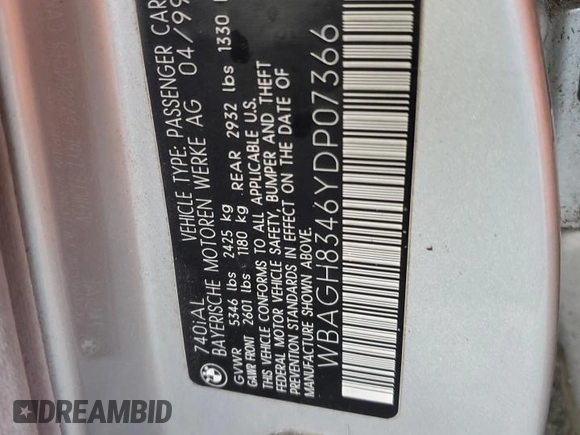 740iAL VEHICLE TYPE: PASSENGER CAR
BAYERISCHE MOTOREN WERKE AG 04/99
GVWR 5346 lbs 2425 kg
GAWR FRONT 2601 lbs 1180 kg REAR 2932 lbs 1330
THIS VEHICLE CONFORMS TO ALL APPLICABLE U.S.
FEDERAL MOTOR VEHICLE SAFETY, BUMPER AND THEFT
PREVENTION STANDARDS IN EFFECT ON THE DATE OF
MANUFACTURE SHOWN ABOVE.
WBAGH8346YDP07366
DREAMBID